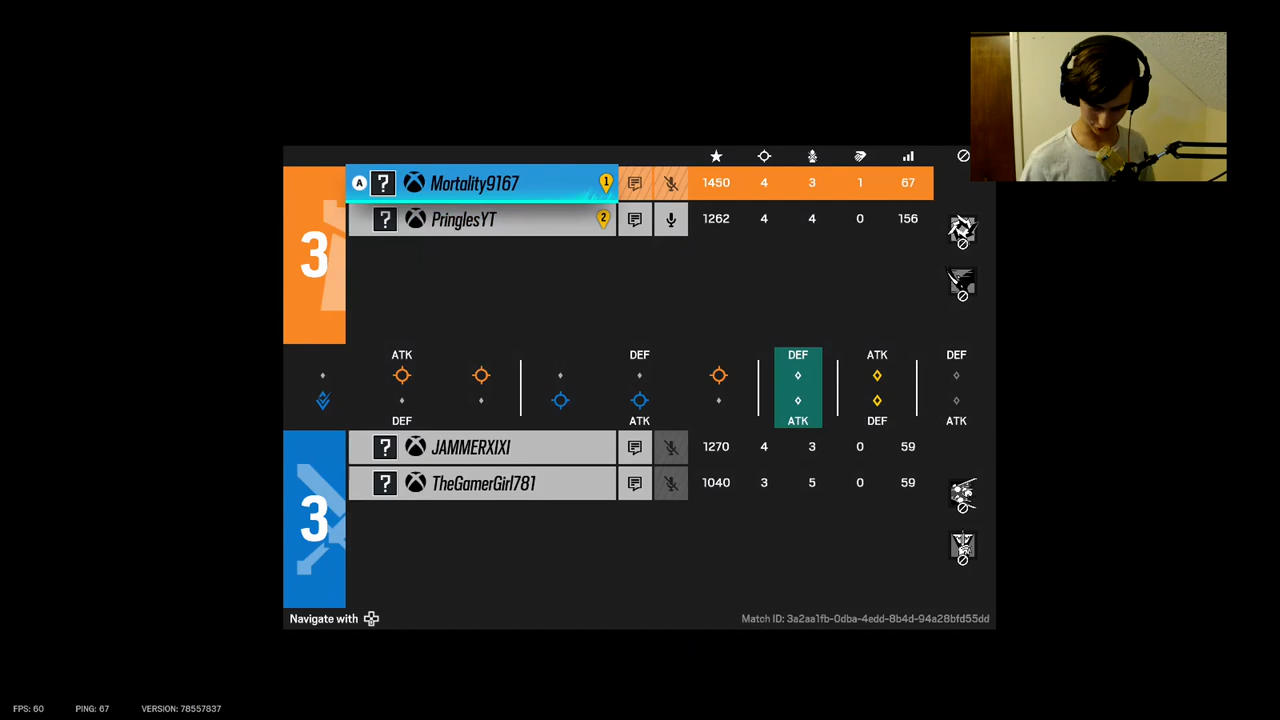 A ? Mortality9167 1 1450 4 3 1 67
? PringlesYT 2 1262 4 4 0 156
3
ATK DEF DEF ATK DEF
DEF ATK ATK DEF ATK
? JAMMERXIXI 1270 4 3 0 59
? TheGamerGirl781 1040 3 5 0 59
3
Navigate with Match ID: 3a2aa1fb-0dba-4edd-8b4d-94a28bfd55dd
FPS: 60 PING: 67 VERSION: 78557837